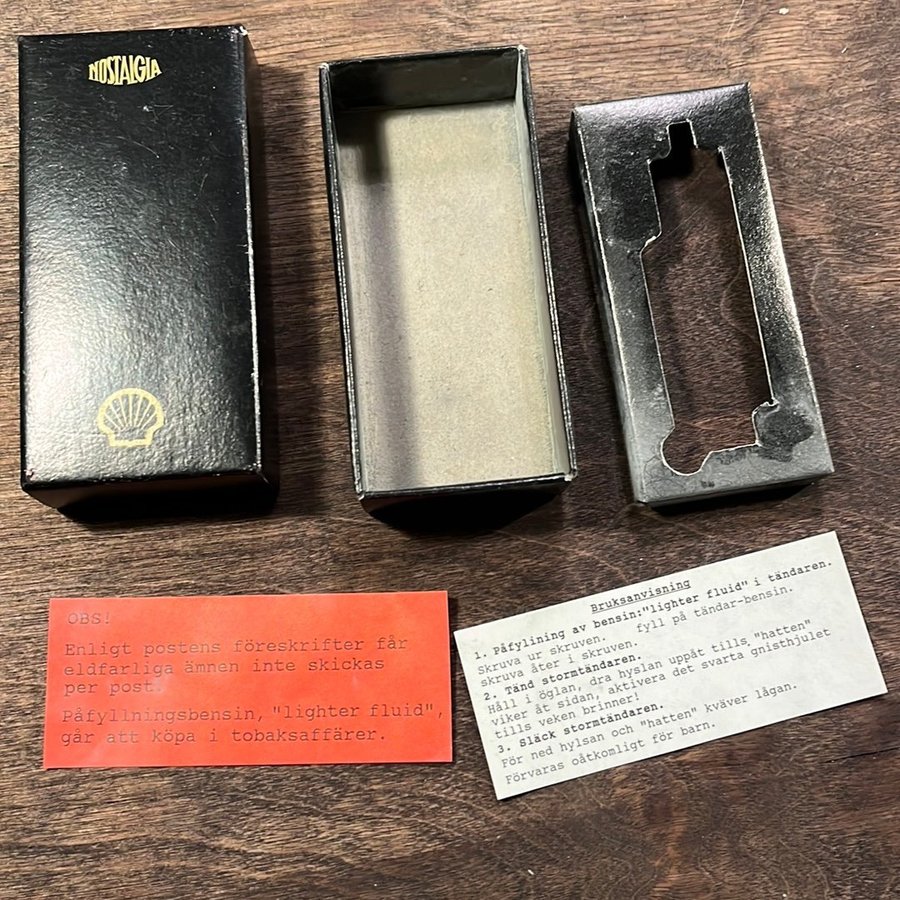 NOSTALGIA
OBS!
Enligt postens föreskrifter får
eldfarliga ämnen inte skickas
per post.
Påfyllningsbensin, "lighter fluid",
går att köpa i tobaksaffärer.
Bruksanvisning
1. Påfyllning av bensin:"lighter fluid" i tändaren.
Skruva ur skruven. fyll på tändar-bensin.
skruva åter i skruven.
2. Tänd stormtändaren.
Håll i öglan, dra hyslan uppåt tills "hatten"
viker åt sidan, aktivera det svarta gnisthjulet
tills veken brinner!
3. Släck stormtändaren.
För ned hylsan och "hatten" kväver lågan.
Förvaras oåtkomligt för barn.